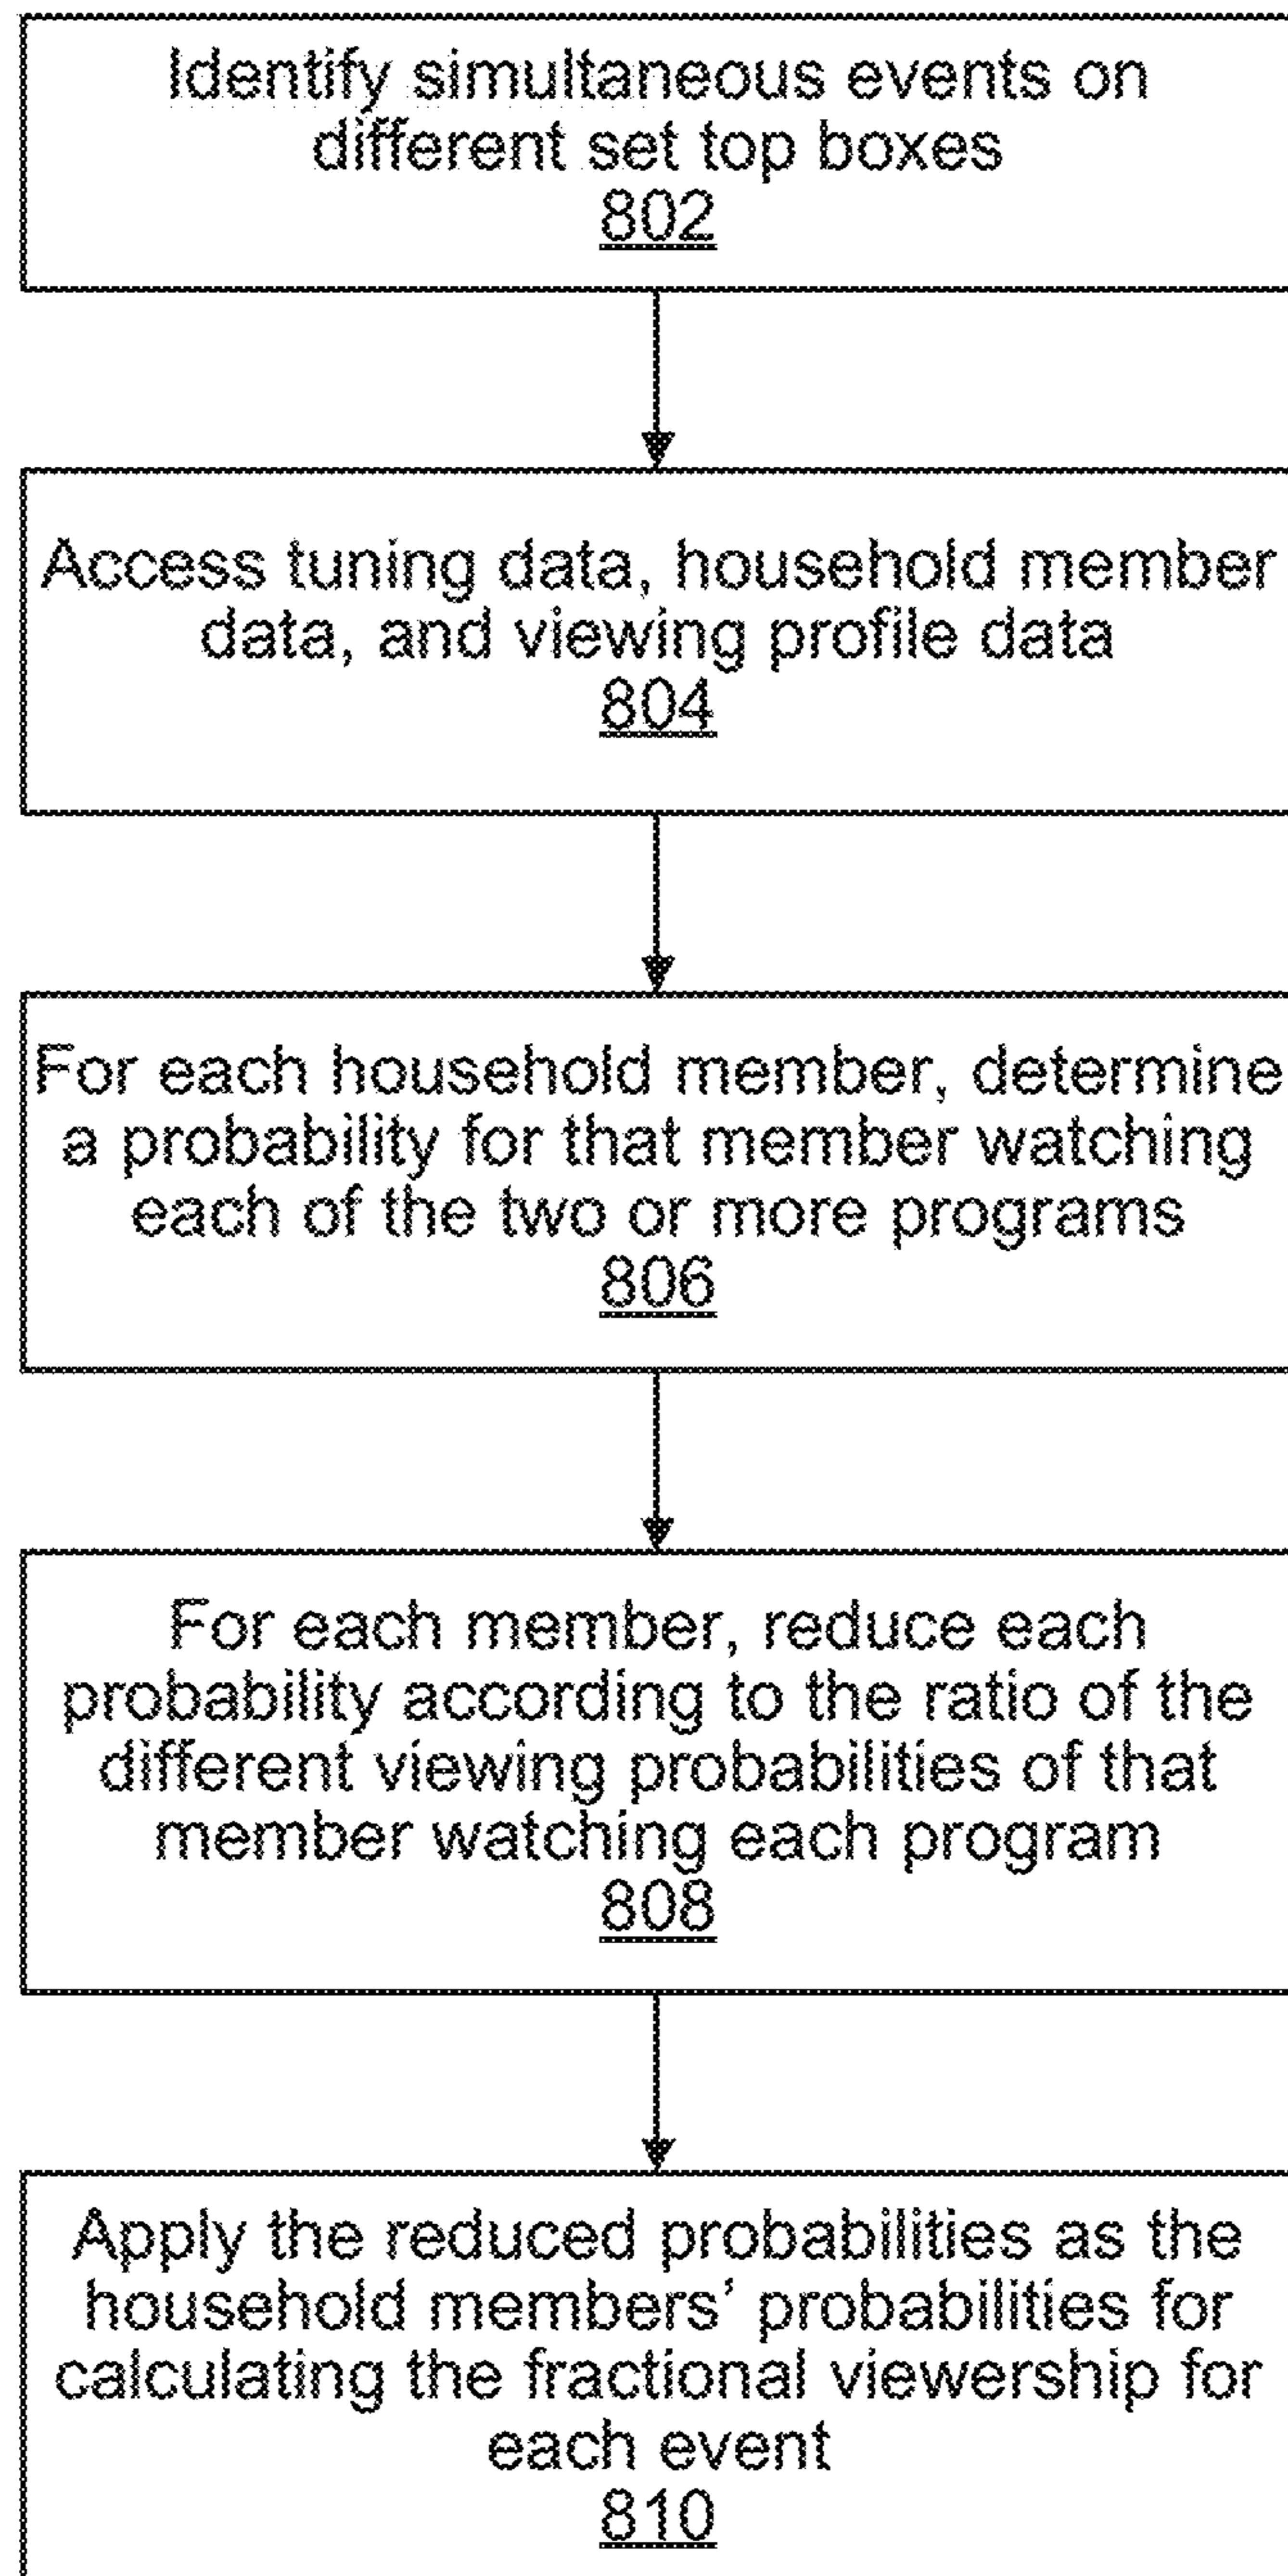 Identify simultaneous events on
different set top boxes
802
Access tuning data, household member
data, and viewing profile data
804
For each household member, determine
a probability for that member watching
each of the two or more programs
806
For each member, reduce each
probability according to the ratio of the
different viewing probabilities of that
member watching each program
808
Apply the reduced probabilities as the
household members’ probabilities for
calculating the fractional viewership for
each event
810